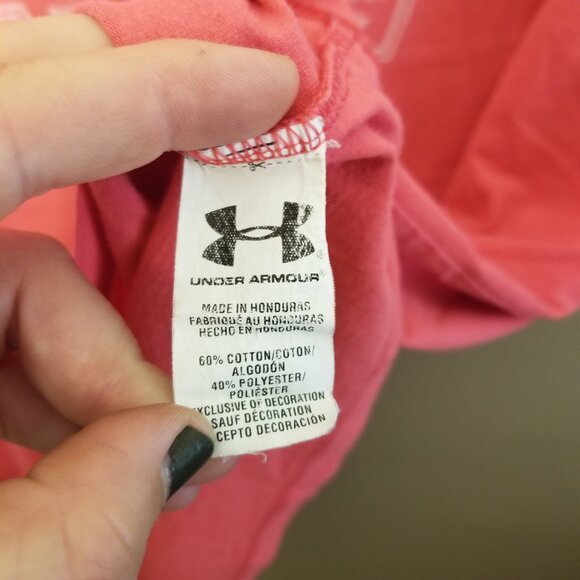 UNDER ARMOUR
MADE IN HONDURAS
FABRIQUÉ AU HONDURAS
HECHO EN HONDURAS
60% COTTON/COTON/
ALGODÓN
40% POLYESTER/
POLIÉSTER
EXCLUSIVE OF DECORATION
SAUF DÉCORATION
CEPTO DECORACIÓN